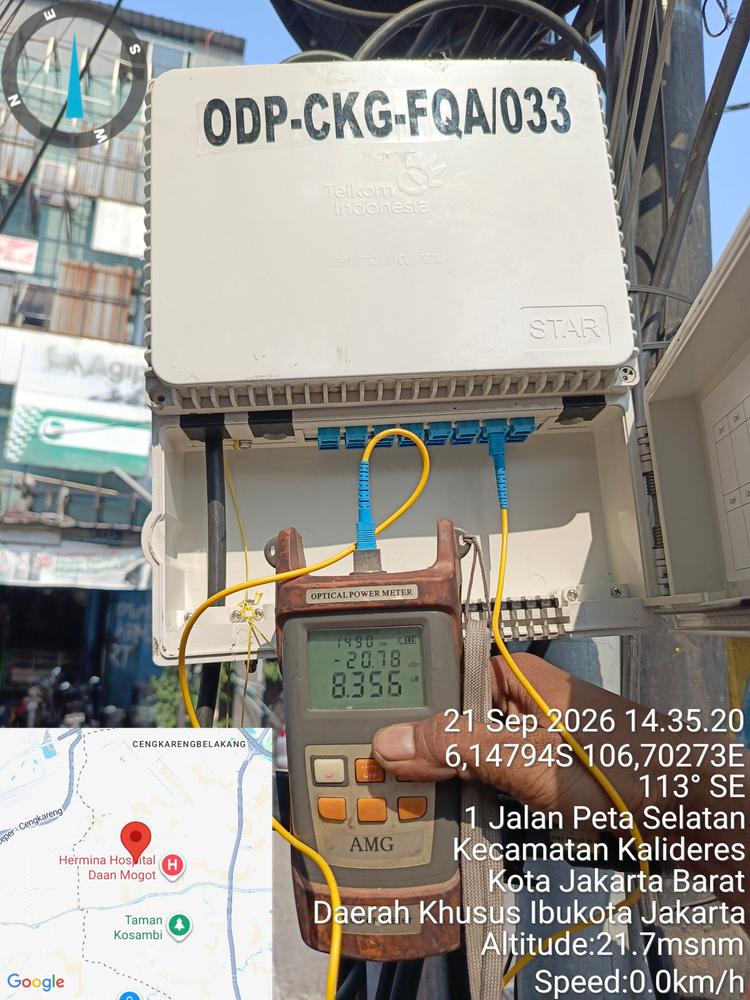 ODP-CKG-FQA/033
Telkom
Indonesia
the world in your hand
STAR
OPTICAL POWER METER
1490
-20.78
8.356
OFF
AMG
E
S
N
W
CENGKARENGBELAKANG
Hermina Hospital
Daan Mogot
H
Taman
Kosambi
Google
21 Sep 2026 14.35.20
6,14794S 106,70273E
113° SE
1 Jalan Peta Selatan
Kecamatan Kalideres
Kota Jakarta Barat
Daerah Khusus Ibukota Jakarta
Altitude:21.7msnm
Speed:0.0km/h